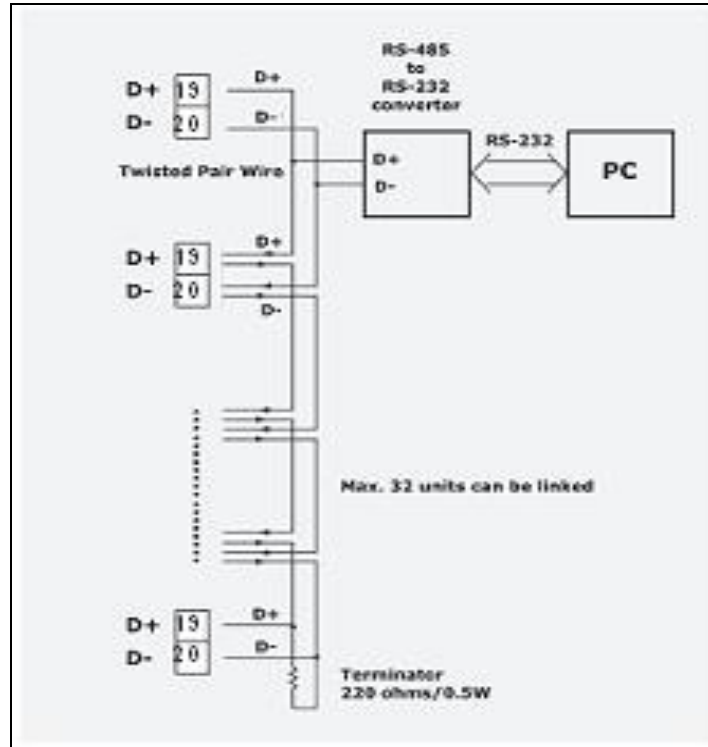 RS-485
to
RS-232
converter
D+
D+ 19
D- 20
D-
RS-232
D+
D-
PC
Twisted Pair Wire
D+
D+ 19
D- 20
D-
Max. 32 units can be linked
D+
D+ 19
D- 20
D-
Terminator
220 ohms/0.5W